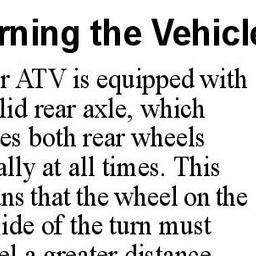 rning the Vehicle
r ATV is equipped with
lid rear axle, which
es both rear wheels
ally at all times. This
ns that the wheel on the
ide of the turn must
el a greater distance